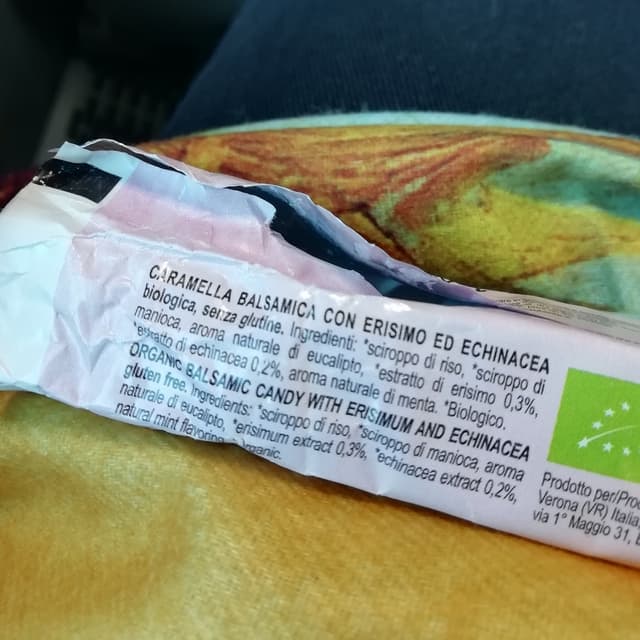 CARAMELLA BALSAMICA CON ERISIMO ED ECHINACEA
biologica, senza glutine. Ingredienti: *sciroppo di riso, *sciroppo di
manioca, aroma naturale di eucalipto, *estratto di erisimo 0,3%,
*estratto di echinacea 0,2%, aroma naturale di menta. *Biologico.
ORGANIC BALSAMIC CANDY WITH ERISIMUM AND ECHINACEA
gluten free. Ingredients: *sciroppo di riso, *sciroppo di manioca, aroma
naturale di eucalipto, *erisimum extract 0,3%, *echinacea extract 0,2%,
natural mint flavoring
Prodotto per/
Verona (VR)
via 1° Maggio 31,